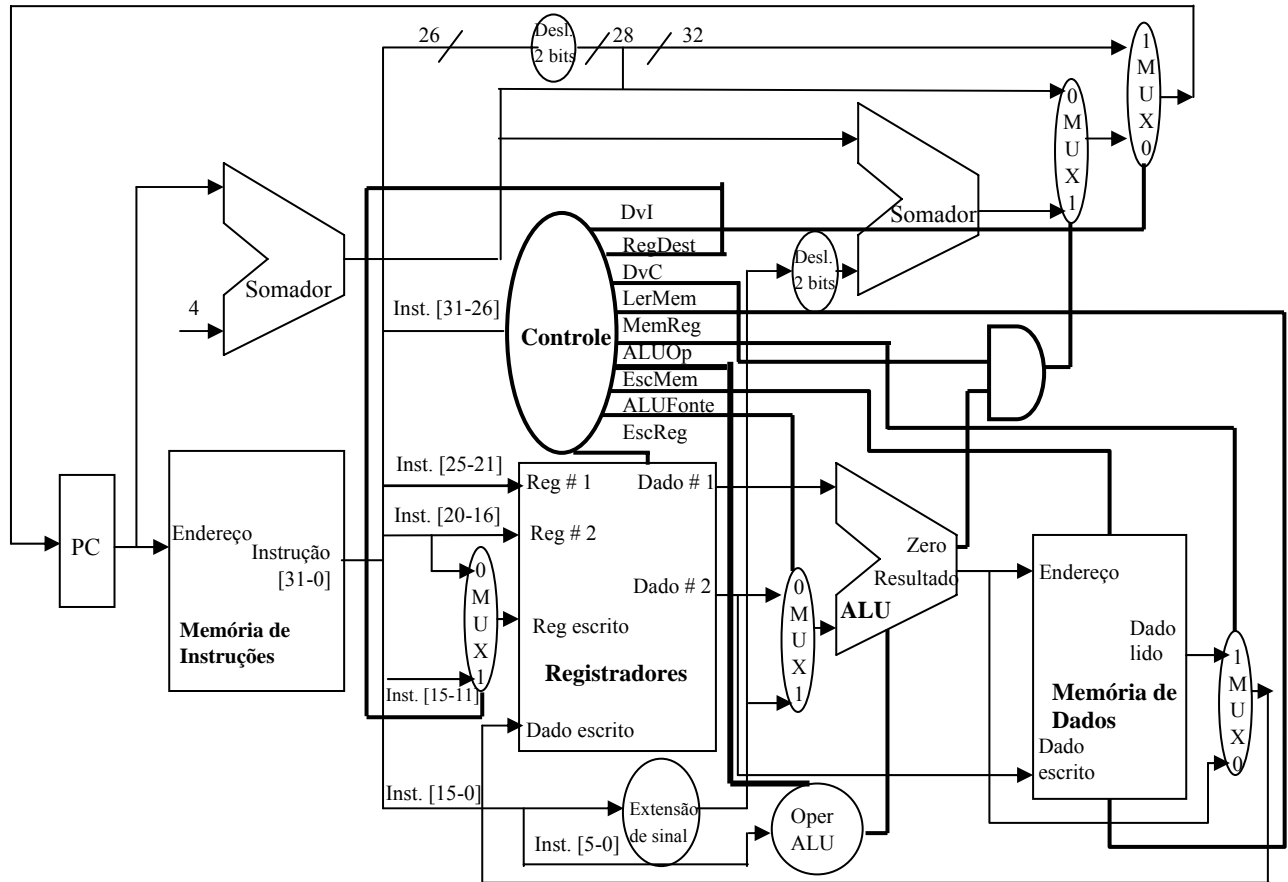 26
Desl.
2 bits
28
32
1
M
U
X
0
0
M
U
X
1
Somador
4
Somador
Desl.
2 bits
Inst. [31-26]
Controle
DvI
RegDest
DvC
LerMem
MemReg
ALUOp
EscMem
ALUFonte
EscReg
PC
Endereço
Instrução
[31-0]
Memória de
Instruções
Inst. [25-21]
Inst. [20-16]
0
M
U
X
1
Inst. [15-11]
Reg # 1
Dado # 1
Reg # 2
Dado # 2
Reg escrito
Registradores
Dado escrito
0
M
U
X
1
Zero
Resultado
ALU
Endereço
Dado
lido
Memória de
Dados
Dado
escrito
1
M
U
X
0
Inst. [15-0]
Extensão
de sinal
Inst. [5-0]
Oper
ALU